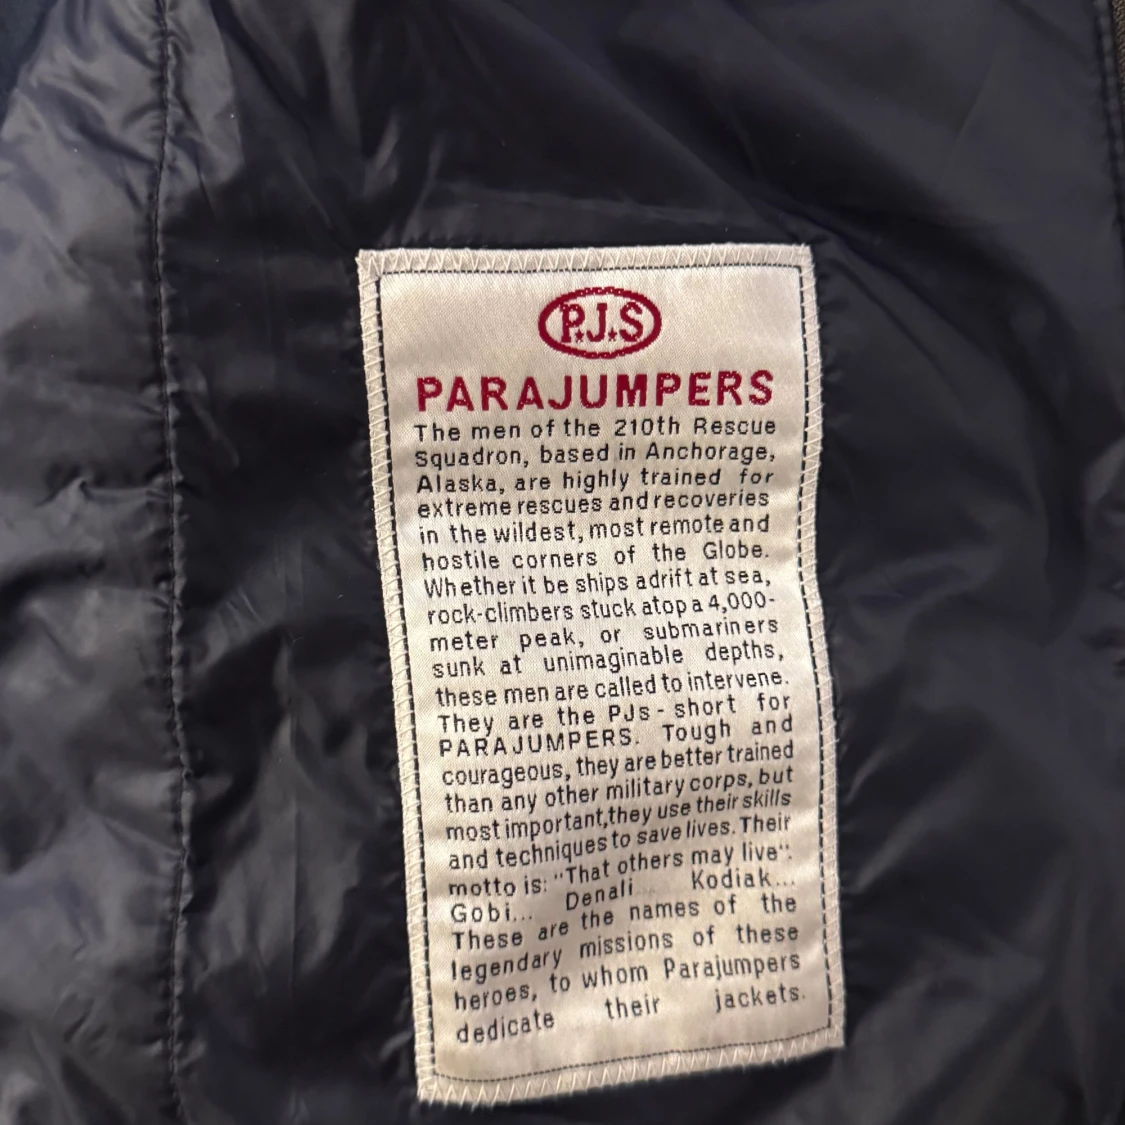 P.J.S
PARAJUMPERS
The men of the 210th Rescue
Squadron, based in Anchorage,
Alaska, are highly trained for
extreme rescues and recoveries
in the wildest, most remote and
hostile corners of the Globe.
Whether it be ships adrift at sea,
rock-climbers stuck atop a 4,000-
meter peak, or submariners
sunk at unimaginable depths,
these men are called to intervene.
They are the PJs - short for
PARAJUMPERS. Tough and
courageous, they are better trained
than any other military corps, but
most important,they use their skills
and techniques to save lives. Their
motto is: "That others may live".
Gobi... Denali... Kodiak...
These are the names of the
legendary missions of these
heroes, to whom Parajumpers
dedicate their jackets.